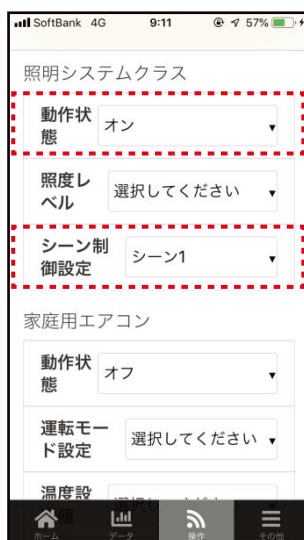 SoftBank 4G 9:11 57%
照明システムクラス
動作状
態
オン
照度レ
ベル
選択してください
シーン制
御設定
シーン1
家庭用エアコン
動作状
態
オフ
運転モー
ド設定
選択してください
温度設
ホーム データ 操作 その他